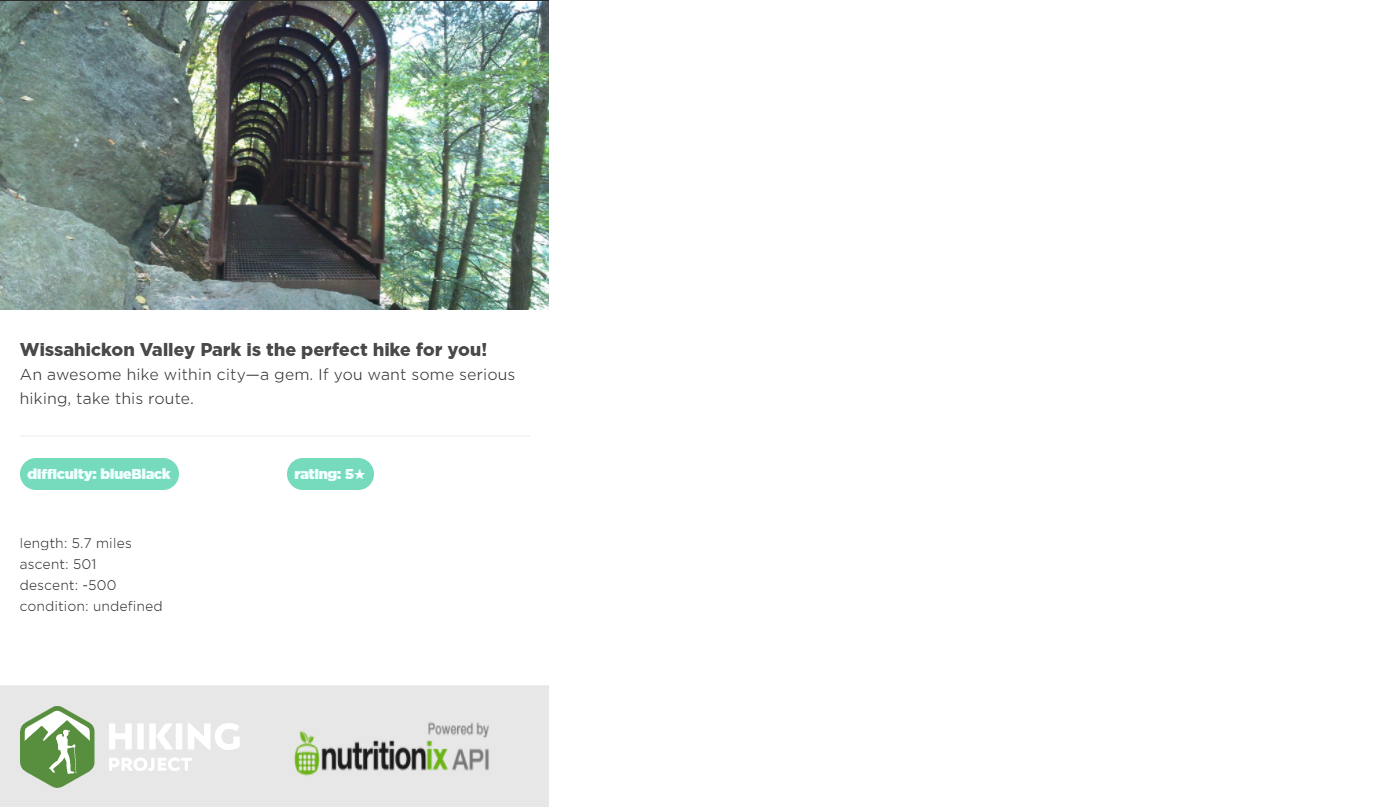 Wissahickon Valley Park is the perfect hike for you!
An awesome hike within city—a gem. If you want some serious
hiking, take this route.
difficulty: blueBlack
rating: 5★
length: 5.7 miles
ascent: 501
descent: -500
condition: undefined
HIKING
PROJECT
Powered by
nutritionix API